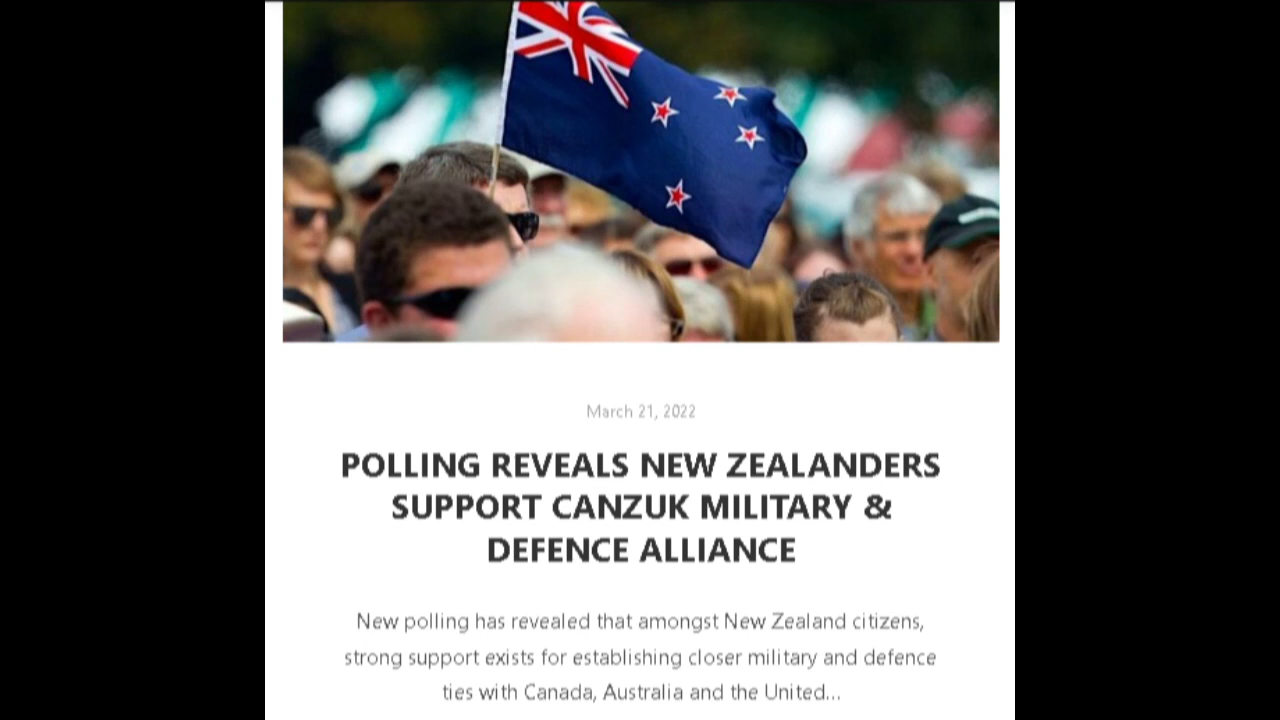 March 21, 2022
POLLING REVEALS NEW ZEALANDERS
SUPPORT CANZUK MILITARY &
DEFENCE ALLIANCE
New polling has revealed that amongst New Zealand citizens,
strong support exists for establishing closer military and defence
ties with Canada, Australia and the United...